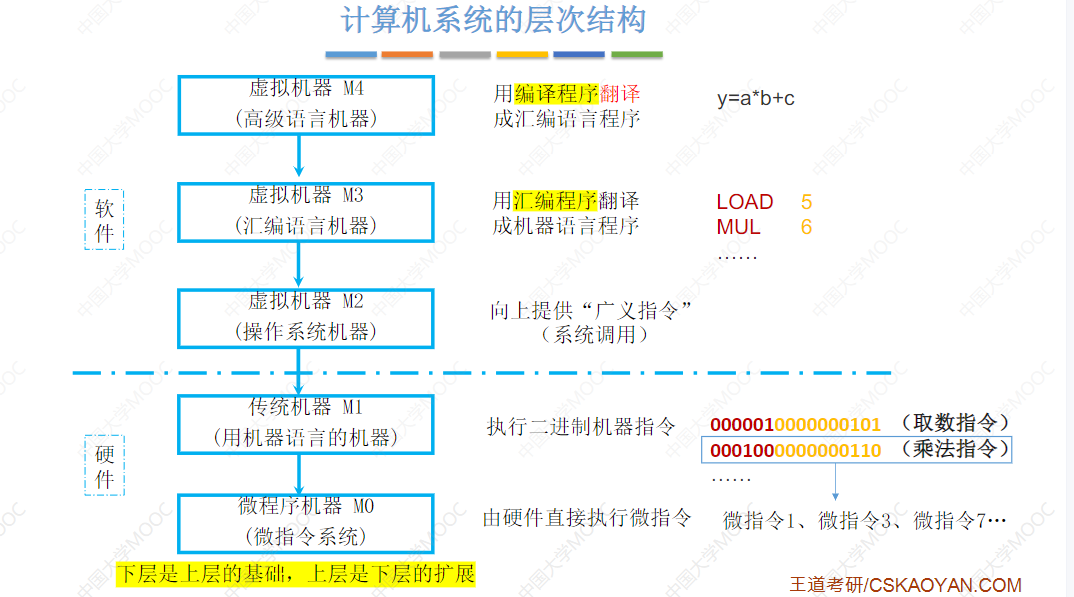 计算机系统的层次结构
虚拟机器 M4
(高级语言机器)
用编译程序翻译
成汇编语言程序
y=a*b+c
软
件
虚拟机器 M3
(汇编语言机器)
用汇编程序翻译
成机器语言程序
LOAD 5
MUL 6
……
虚拟机器 M2
(操作系统机器)
向上提供“广义指令”
（系统调用）
硬
件
传统机器 M1
(用机器语言的机器)
执行二进制机器指令
0000010000000101 （取数指令）
0001000000000110 （乘法指令）
……
微程序机器 M0
(微指令系统)
由硬件直接执行微指令
微指令1、微指令3、微指令7…
下层是上层的基础，上层是下层的扩展
王道考研/CSKAOYAN.COM
中国大学MOOC